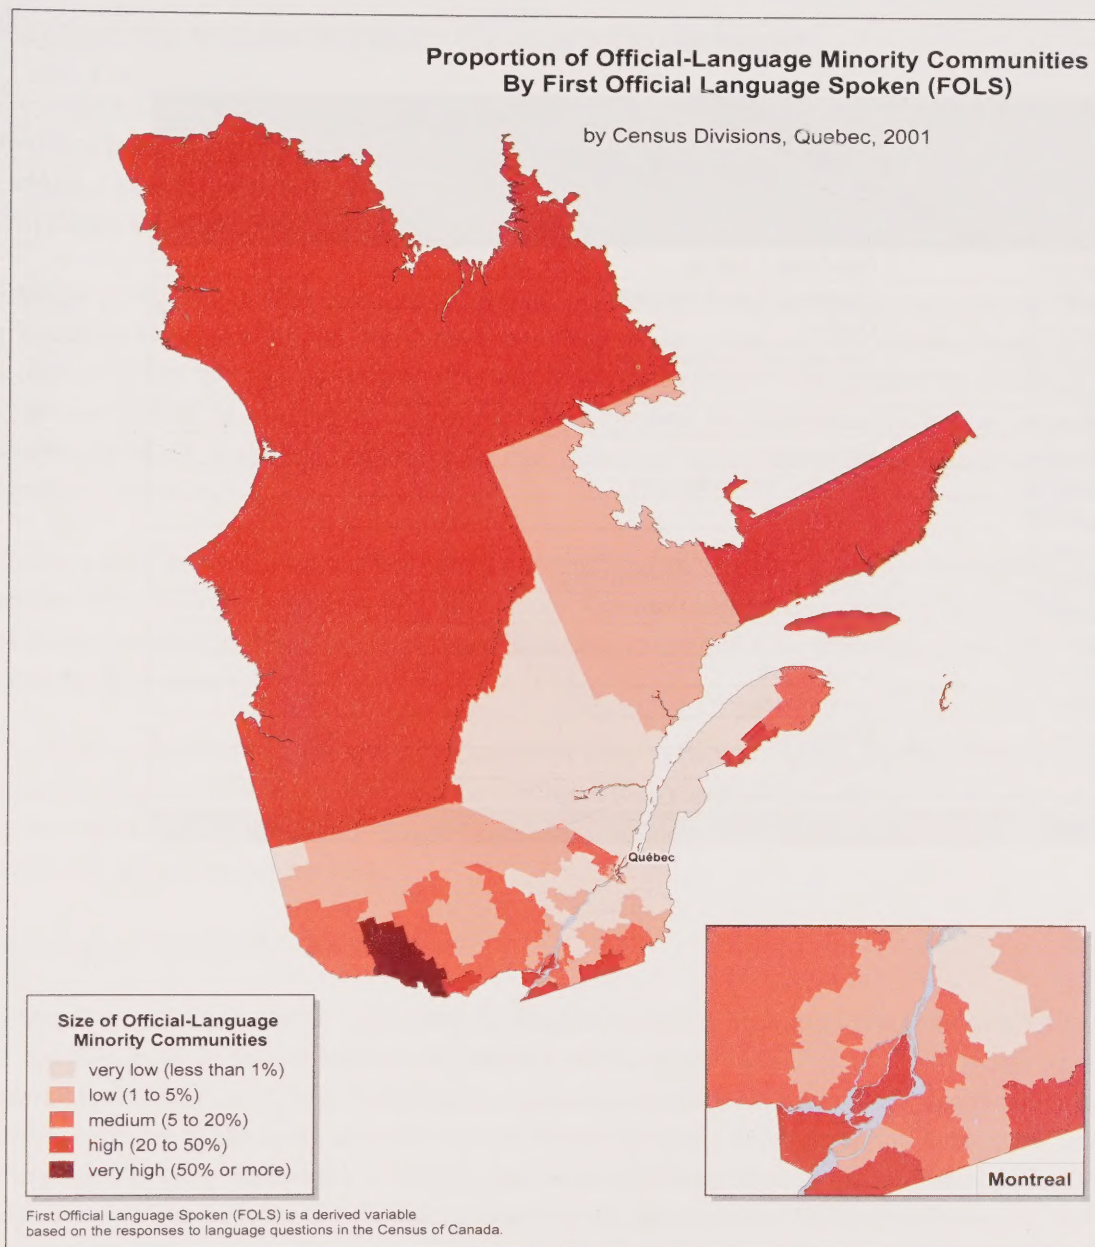 Proportion of Official-Language Minority Communities
By First Official Language Spoken (FOLS)
by Census Divisions, Quebec, 2001
Québec
Size of Official-Language
Minority Communities
very low (less than 1%)
low (1 to 5%)
medium (5 to 20%)
high (20 to 50%)
very high (50% or more)
Montreal
First Official Language Spoken (FOLS) is a derived variable
based on the responses to language questions in the Census of Canada.